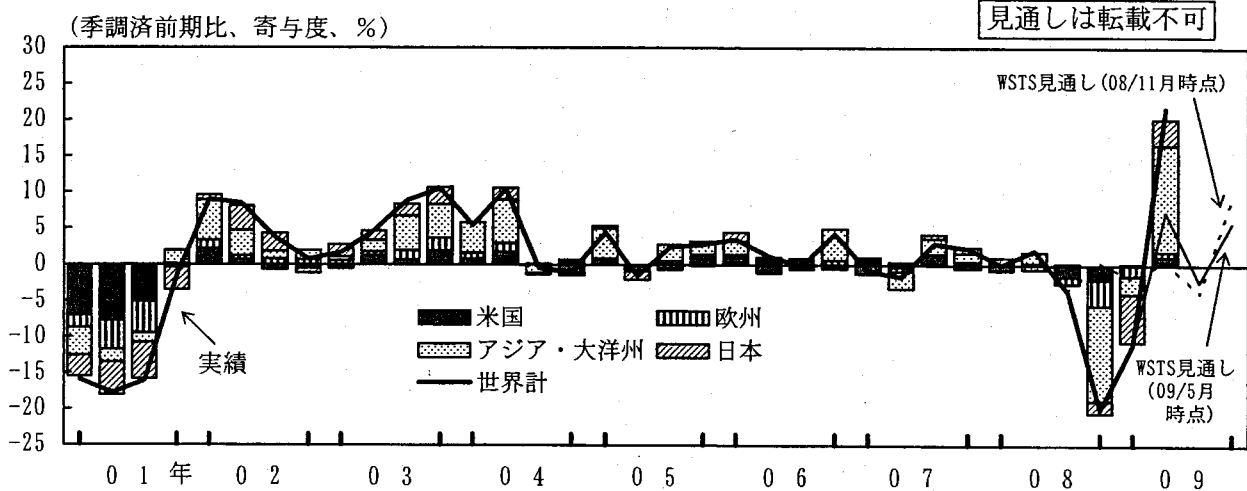 (季調済前期比、寄与度、%)
見通しは転載不可
30
25
20
15
10
5
0
-5
-10
-15
-20
-25
WSTS見通し(08/11月時点)
WSTS見通し
(09/5月
時点)
実績
米国
欧州
アジア・大洋州
日本
世界計
01年 02 03 04 05 06 07 08 09